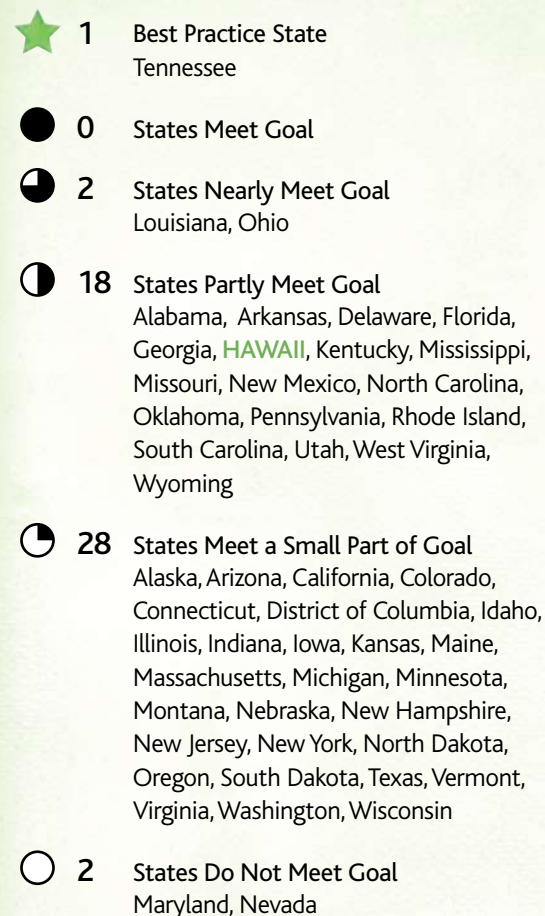 1 Best Practice State
Tennessee
0 States Meet Goal
2 States Nearly Meet Goal
Louisiana, Ohio
18 States Partly Meet Goal
Alabama, Arkansas, Delaware, Florida,
Georgia, HAWAII, Kentucky, Mississippi,
Missouri, New Mexico, North Carolina,
Oklahoma, Pennsylvania, Rhode Island,
South Carolina, Utah, West Virginia,
Wyoming
28 States Meet a Small Part of Goal
Alaska, Arizona, California, Colorado,
Connecticut, District of Columbia, Idaho,
Illinois, Indiana, Iowa, Kansas, Maine,
Massachusetts, Michigan, Minnesota,
Montana, Nebraska, New Hampshire,
New Jersey, New York, North Dakota,
Oregon, South Dakota, Texas, Vermont,
Virginia, Washington, Wisconsin
2 States Do Not Meet Goal
Maryland, Nevada